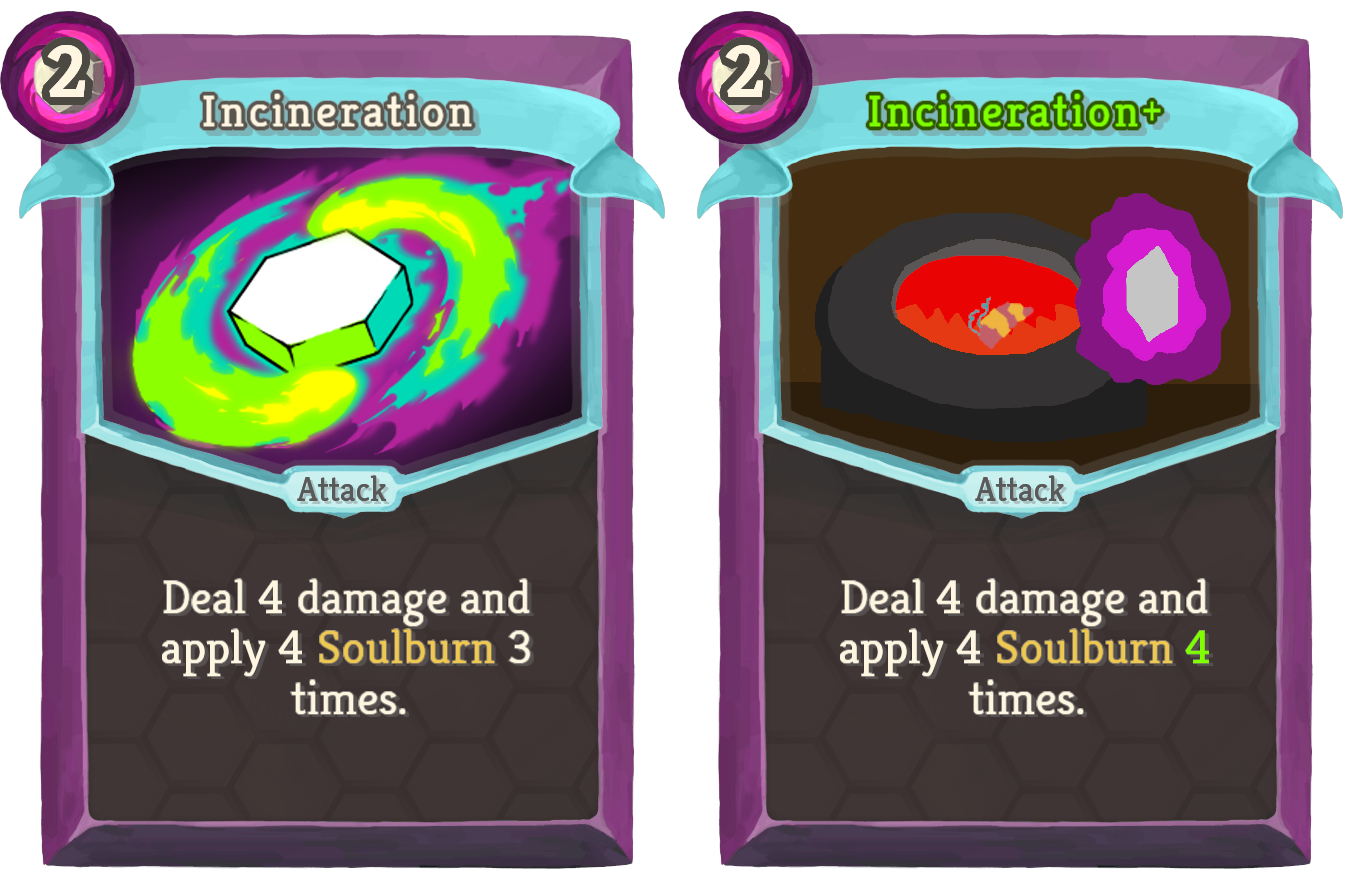 2
Incineration
Attack
Deal 4 damage and
apply 4 Soulburn 3
times.
2
Incineration+
Attack
Deal 4 damage and
apply 4 Soulburn 4
times.